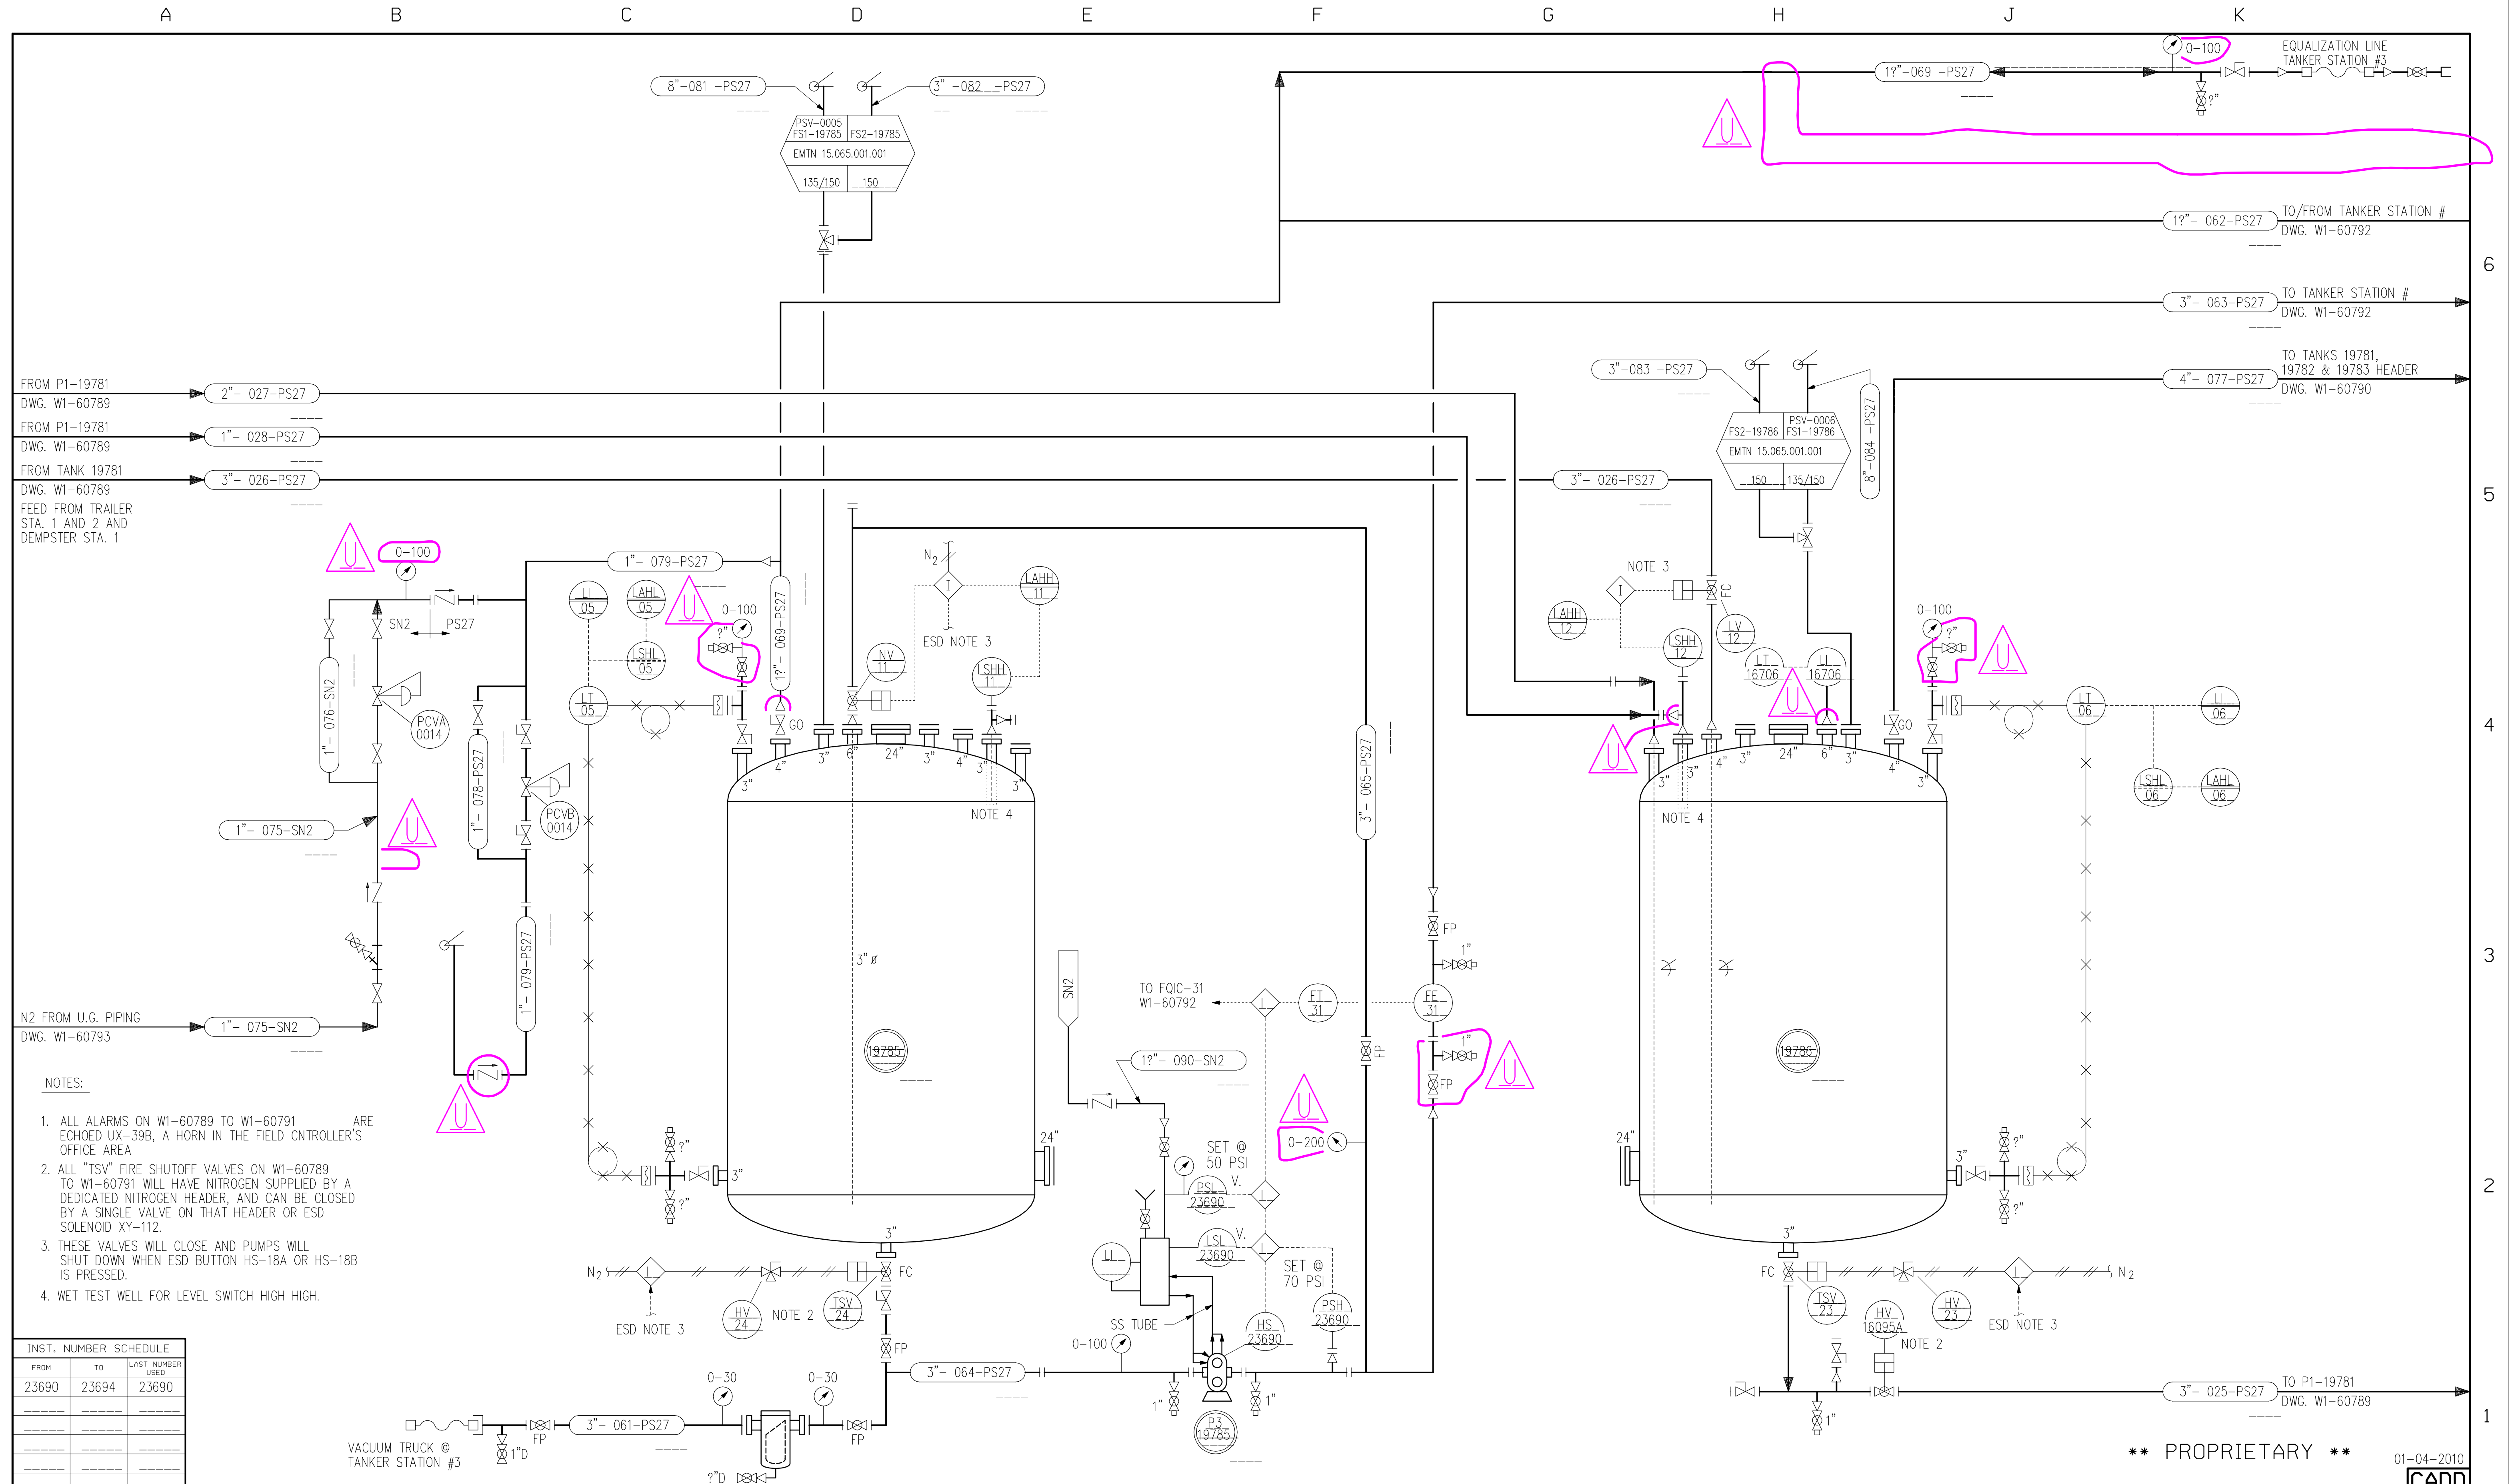 A B C D E F G H J K
6
5
4
3
2
1
0-100
EQUALIZATION LINE
TANKER STATION #3
8"-081 -PS27
3" -082 -PS27
1?"-069 -PS27
?"
U
PSV-0005
FS1-19785
FS2-19785
EMTN 15.065.001.001
135/150
150
1?"- 062-PS27
TO/FROM TANKER STATION #
DWG. W1-60792
3"- 063-PS27
TO TANKER STATION #
DWG. W1-60792
TO TANKS 19781,
19782 & 19783 HEADER
4"- 077-PS27
DWG. W1-60790
3"-083 -PS27
8"-084 -PS27
FS2-19786
PSV-0006
FS1-19786
EMTN 15.065.001.001
150
135/150
FROM P1-19781
DWG. W1-60789
2"- 027-PS27
FROM P1-19781
DWG. W1-60789
1"- 028-PS27
FROM TANK 19781
DWG. W1-60789
3"- 026-PS27
3"- 026-PS27
FEED FROM TRAILER
STA. 1 AND 2 AND
DEMPSTER STA. 1
U
0-100
1"- 079-PS27
SN2
PS27
1"- 076-SN2
PCVA
0014
1"- 078-PS27
PCVB
0014
1"- 075-SN2
U
1"- 079-PS27
N2 FROM U.G. PIPING
DWG. W1-60793
1"- 075-SN2
U
LI
05
LAHL
05
U
0-100
?"
LSHL
05
LT
05
1?"- 069-PS27
GO
N2
I
LAHH
11
ESD NOTE 3
NV
11
LSHH
11
3"
4"
3"
6"
24"
3"
4"
3"
3"
NOTE 4
3"- 065-PS27
3" ø
19785
NOTE 3
I
FC
LAHH
12
LV
12
LSHH
12
LT
16706
LI
16706
U
U
GO
0-100
?"
U
3"
3"
4"
3"
24"
6"
3"
4"
3"
NOTE 4
LT
06
LI
06
LSHL
06
LAHL
06
19786
FP
1"
SN2
TO FQIC-31
W1-60792
I
FT
31
FE
31
1"
FP
U
FP
1?"- 090-SN2
U
0-200
SET @
50 PSI
PSL
23690
V.
I
LSL
23690
V.
I
LI
SET @
70 PSI
PSH
23690
HS
23690
SS TUBE
0-100
3"- 064-PS27
1"
1"
P3
19785
24"
?"
?"
3"
3"
N2
I
ESD NOTE 3
HV
24
NOTE 2
TSV
24
FC
FP
0-30
0-30
3"- 061-PS27
FP
FP
1"D
?"D
VACUUM TRUCK @
TANKER STATION #3
24"
3"
?"
?"
3"
FC
TSV
23
HV
23
I
N2
ESD NOTE 3
HV
16095A
NOTE 2
1"
3"- 025-PS27
TO P1-19781
DWG. W1-60789
NOTES:
1. ALL ALARMS ON W1-60789 TO W1-60791 ARE
ECHOED UX-39B, A HORN IN THE FIELD CNTROLLER'S
OFFICE AREA
2. ALL "TSV" FIRE SHUTOFF VALVES ON W1-60789
TO W1-60791 WILL HAVE NITROGEN SUPPLIED BY A
DEDICATED NITROGEN HEADER, AND CAN BE CLOSED
BY A SINGLE VALVE ON THAT HEADER OR ESD
SOLENOID XY-112.
3. THESE VALVES WILL CLOSE AND PUMPS WILL
SHUT DOWN WHEN ESD BUTTON HS-18A OR HS-18B
IS PRESSED.
4. WET TEST WELL FOR LEVEL SWITCH HIGH HIGH.
INST. NUMBER SCHEDULE
FROM TO LAST NUMBER
USED
23690 23694 23690
** PROPRIETARY **
01-04-2010
CADD